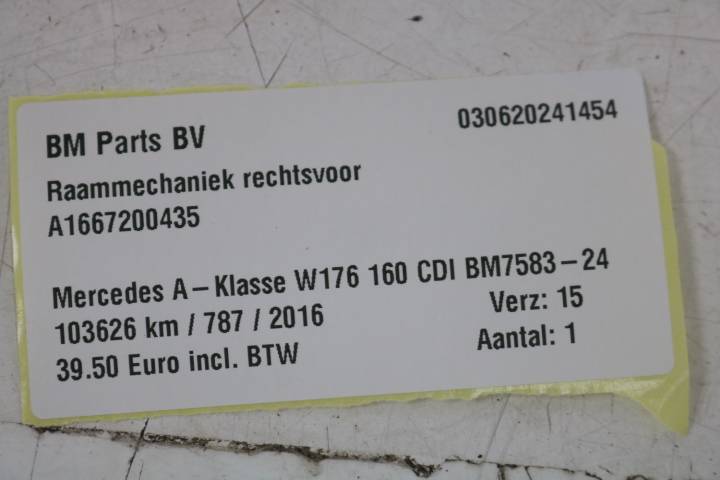 BM Parts BV 030620241454
Raammechaniek rechtsvoor
A1667200435
Mercedes A-Klasse W176 160 CDI BM7583-24
103626 km / 787 / 2016 Verz: 15
39.50 Euro incl. BTW Aantal: 1